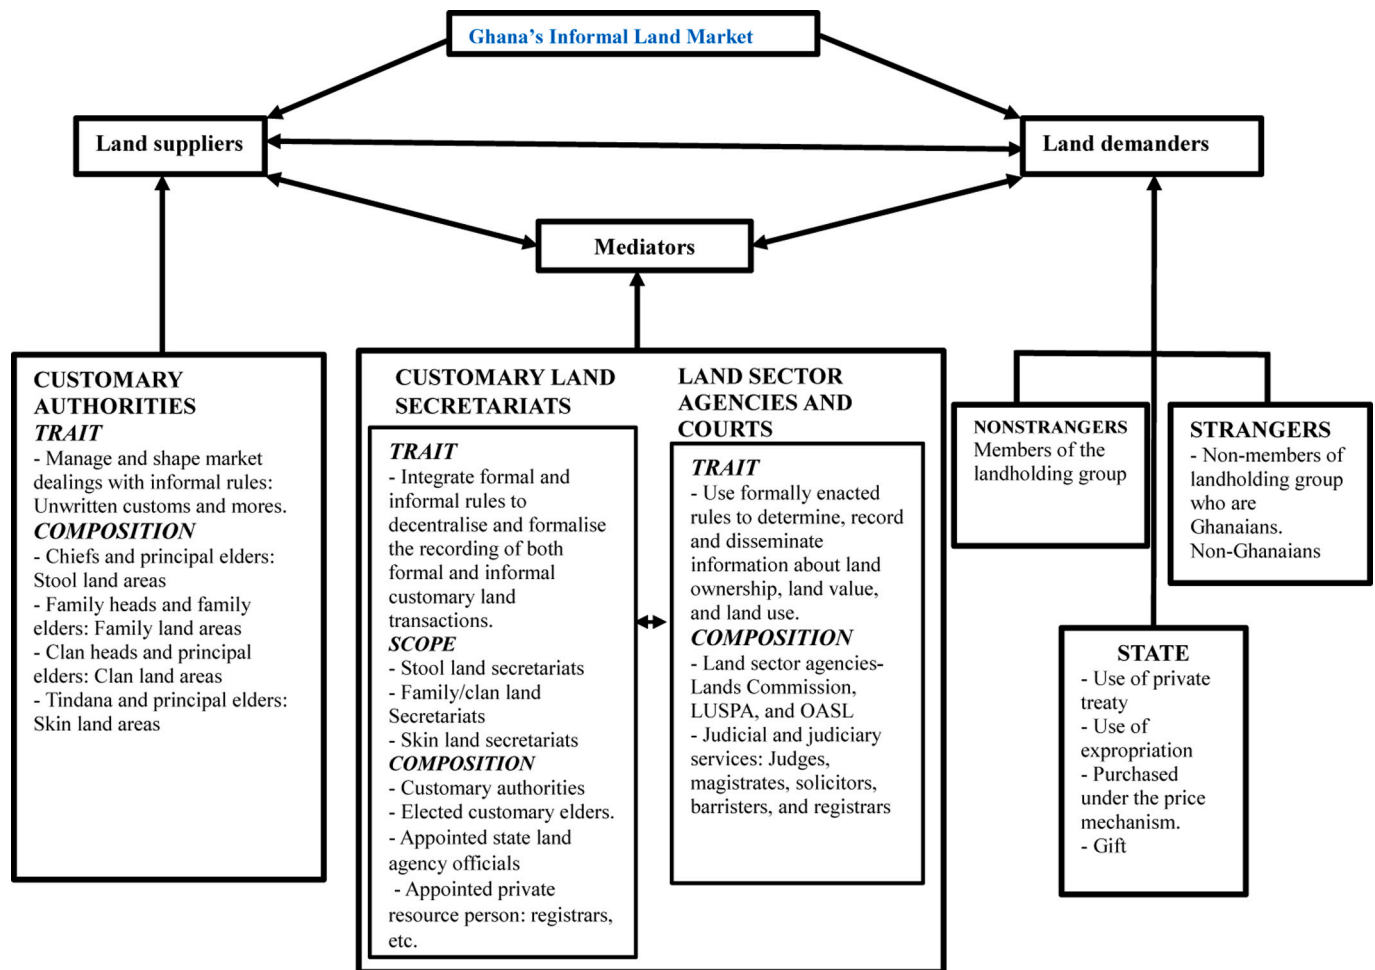 Ghana’s Informal Land Market
Land suppliers
Land demanders
Mediators
CUSTOMARY
AUTHORITIES
TRAIT
- Manage and shape market
dealings with informal rules:
Unwritten customs and mores.
COMPOSITION
- Chiefs and principal elders:
Stool land areas
- Family heads and family
elders: Family land areas
- Clan heads and principal
elders: Clan land areas
- Tindana and principal elders:
Skin land areas
CUSTOMARY LAND
SECRETARIATS
TRAIT
- Integrate formal and
informal rules to
decentralise and formalise
the recording of both
formal and informal
customary land
transactions.
SCOPE
- Stool land secretariats
- Family/clan land
Secretariats
- Skin land secretariats
COMPOSITION
- Customary authorities
- Elected customary elders.
- Appointed state land
agency officials
- Appointed private
resource person: registrars,
etc.
LAND SECTOR
AGENCIES AND
COURTS
TRAIT
- Use formally enacted
rules to determine, record
and disseminate
information about land
ownership, land value,
and land use.
COMPOSITION
- Land sector agencies-
Lands Commission,
LUSPA, and OASL
- Judicial and judiciary
services: Judges,
magistrates, solicitors,
barristers, and registrars
NONSTRANGERS
Members of the
landholding group
STRANGERS
- Non-members of
landholding group
who are
Ghanaians.
Non-Ghanaians
STATE
- Use of private
treaty
- Use of
expropriation
- Purchased
under the price
mechanism.
- Gift